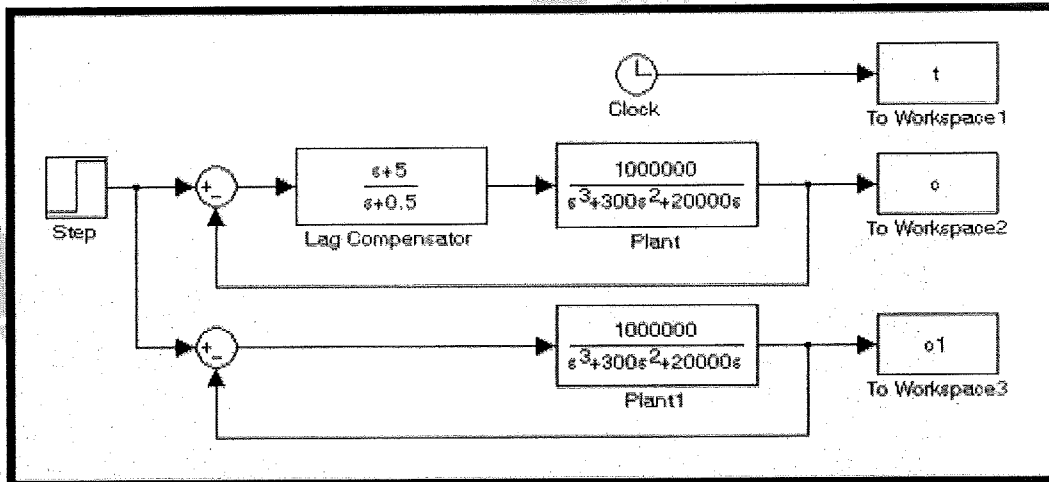 t
Clock
To Workspace1
Step
+
-
s+5
s+0.5
Lag Compensator
1000000
s3+300s2+20000s
Plant
c
To Workspace2
+
-
1000000
s3+300s2+20000s
Plant1
c1
To Workspace3